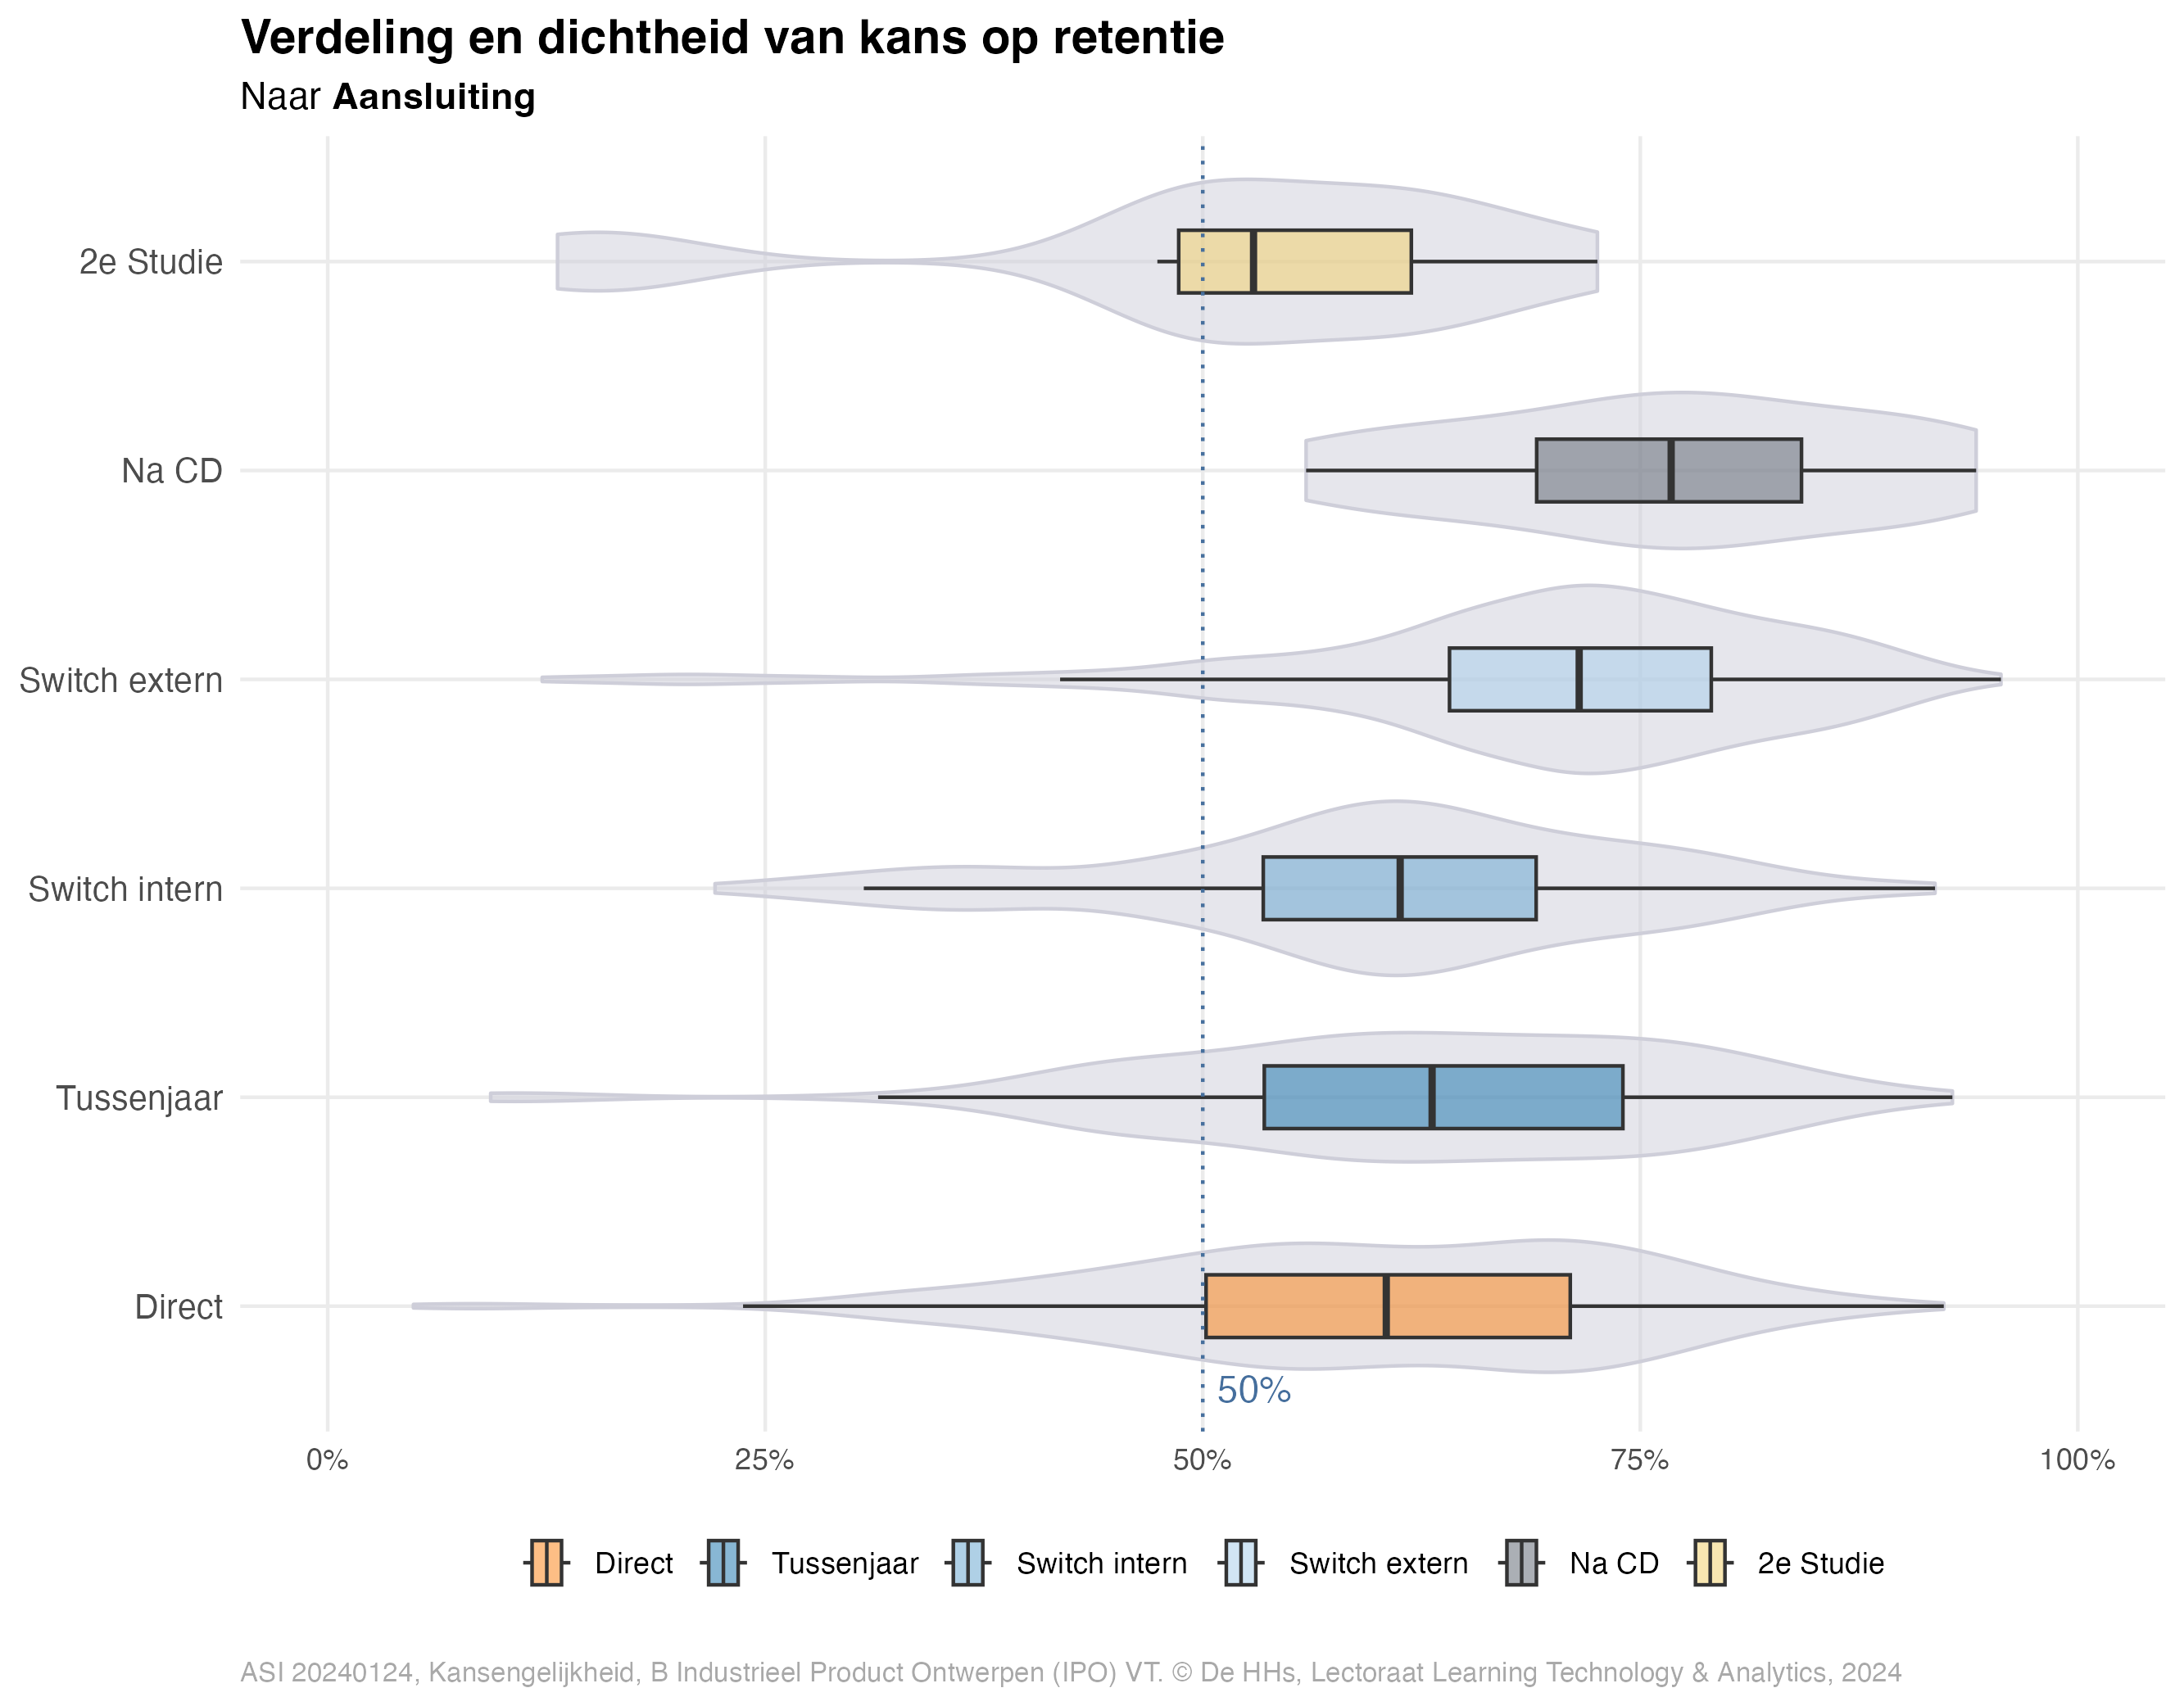 Verdeling en dichtheid van kans op retentie
Naar Aansluiting
2e Studie
Na CD
Switch extern
Switch intern
Tussenjaar
Direct
50%
0% 25% 50% 75% 100%
Direct Tussenjaar Switch intern Switch extern Na CD 2e Studie
ASI 20240124, Kansengelijkheid, B Industrieel Product Ontwerpen (IPO) VT. © De HHs, Lectoraat Learning Technology & Analytics, 2024